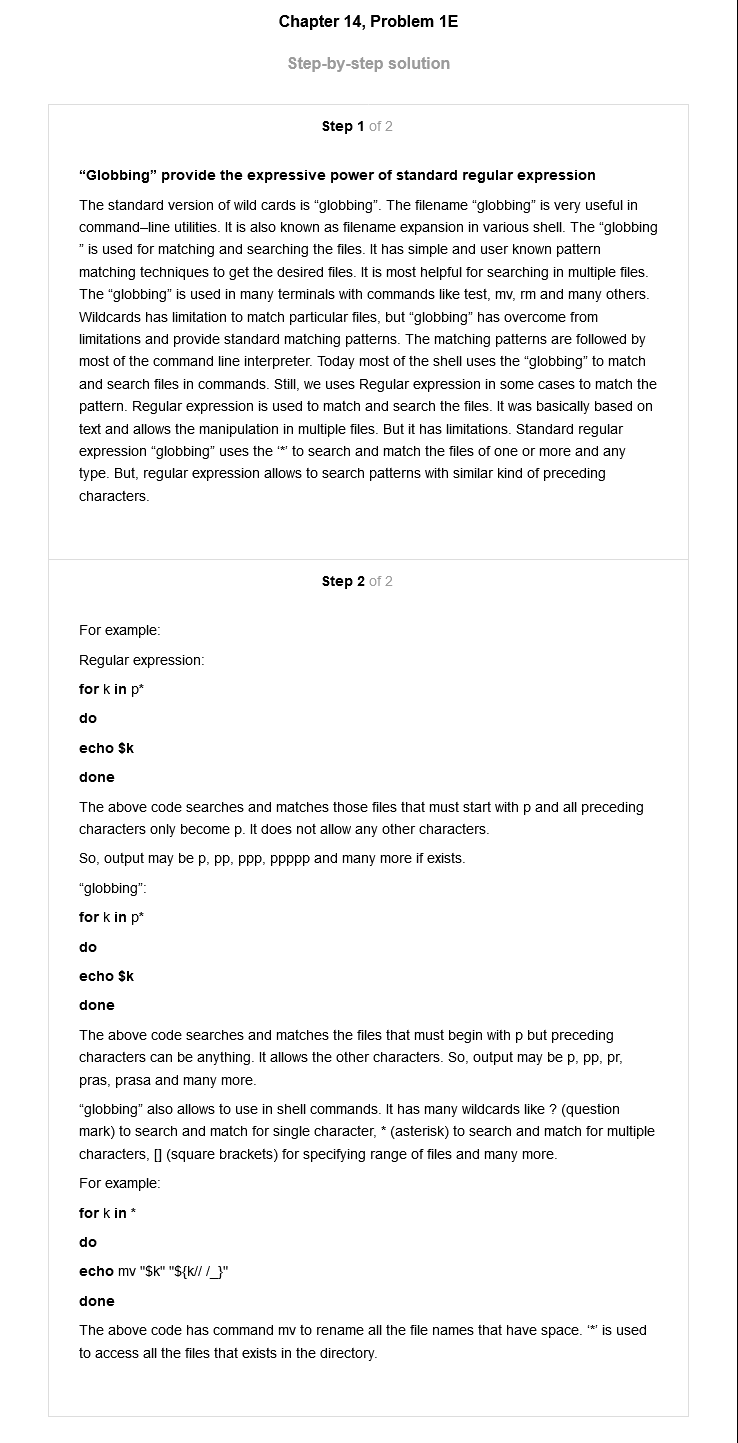 Chapter 14, Problem 1E
Step-by-step solution
Step 1 of 2
“Globbing” provide the expressive power of standard regular expression
The standard version of wild cards is “globbing”. The filename “globbing” is very useful in
command–line utilities. It is also known as filename expansion in various shell. The “globbing
” is used for matching and searching the files. It has simple and user known pattern
matching techniques to get the desired files. It is most helpful for searching in multiple files.
The “globbing” is used in many terminals with commands like test, mv, rm and many others.
Wildcards has limitation to match particular files, but “globbing” has overcome from
limitations and provide standard matching patterns. The matching patterns are followed by
most of the command line interpreter. Today most of the shell uses the “globbing” to match
and search files in commands. Still, we uses Regular expression in some cases to match the
pattern. Regular expression is used to match and search the files. It was basically based on
text and allows the manipulation in multiple files. But it has limitations. Standard regular
expression “globbing” uses the ‘*’ to search and match the files of one or more and any
type. But, regular expression allows to search patterns with similar kind of preceding
characters.
Step 2 of 2
For example:
Regular expression:
for k in p*
do
echo $k
done
The above code searches and matches those files that must start with p and all preceding
characters only become p. It does not allow any other characters.
So, output may be p, pp, ppp, ppppp and many more if exists.
“globbing”:
for k in p*
do
echo $k
done
The above code searches and matches the files that must begin with p but preceding
characters can be anything. It allows the other characters. So, output may be p, pp, pr,
pras, prasa and many more.
“globbing” also allows to use in shell commands. It has many wildcards like ? (question
mark) to search and match for single character, * (asterisk) to search and match for multiple
characters, [] (square brackets) for specifying range of files and many more.
For example:
for k in *
do
echo mv "$k" "${k// /_}"
done
The above code has command mv to rename all the file names that have space. ‘*’ is used
to access all the files that exists in the directory.